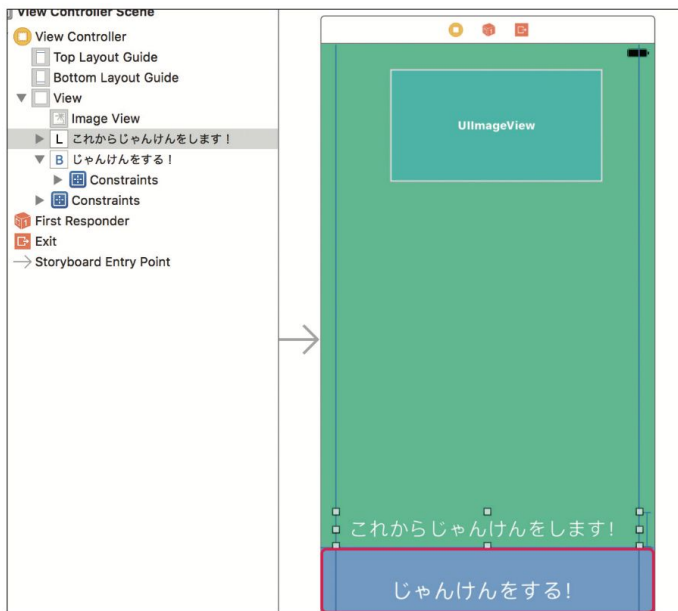 View Controller Scene
View Controller
Top Layout Guide
Bottom Layout Guide
View
Image View
L これからじゃんけんをします！
B じゃんけんをする！
Constraints
Constraints
First Responder
Exit
Storyboard Entry Point
UIImageView
これからじゃんけんをします！
じゃんけんをする！